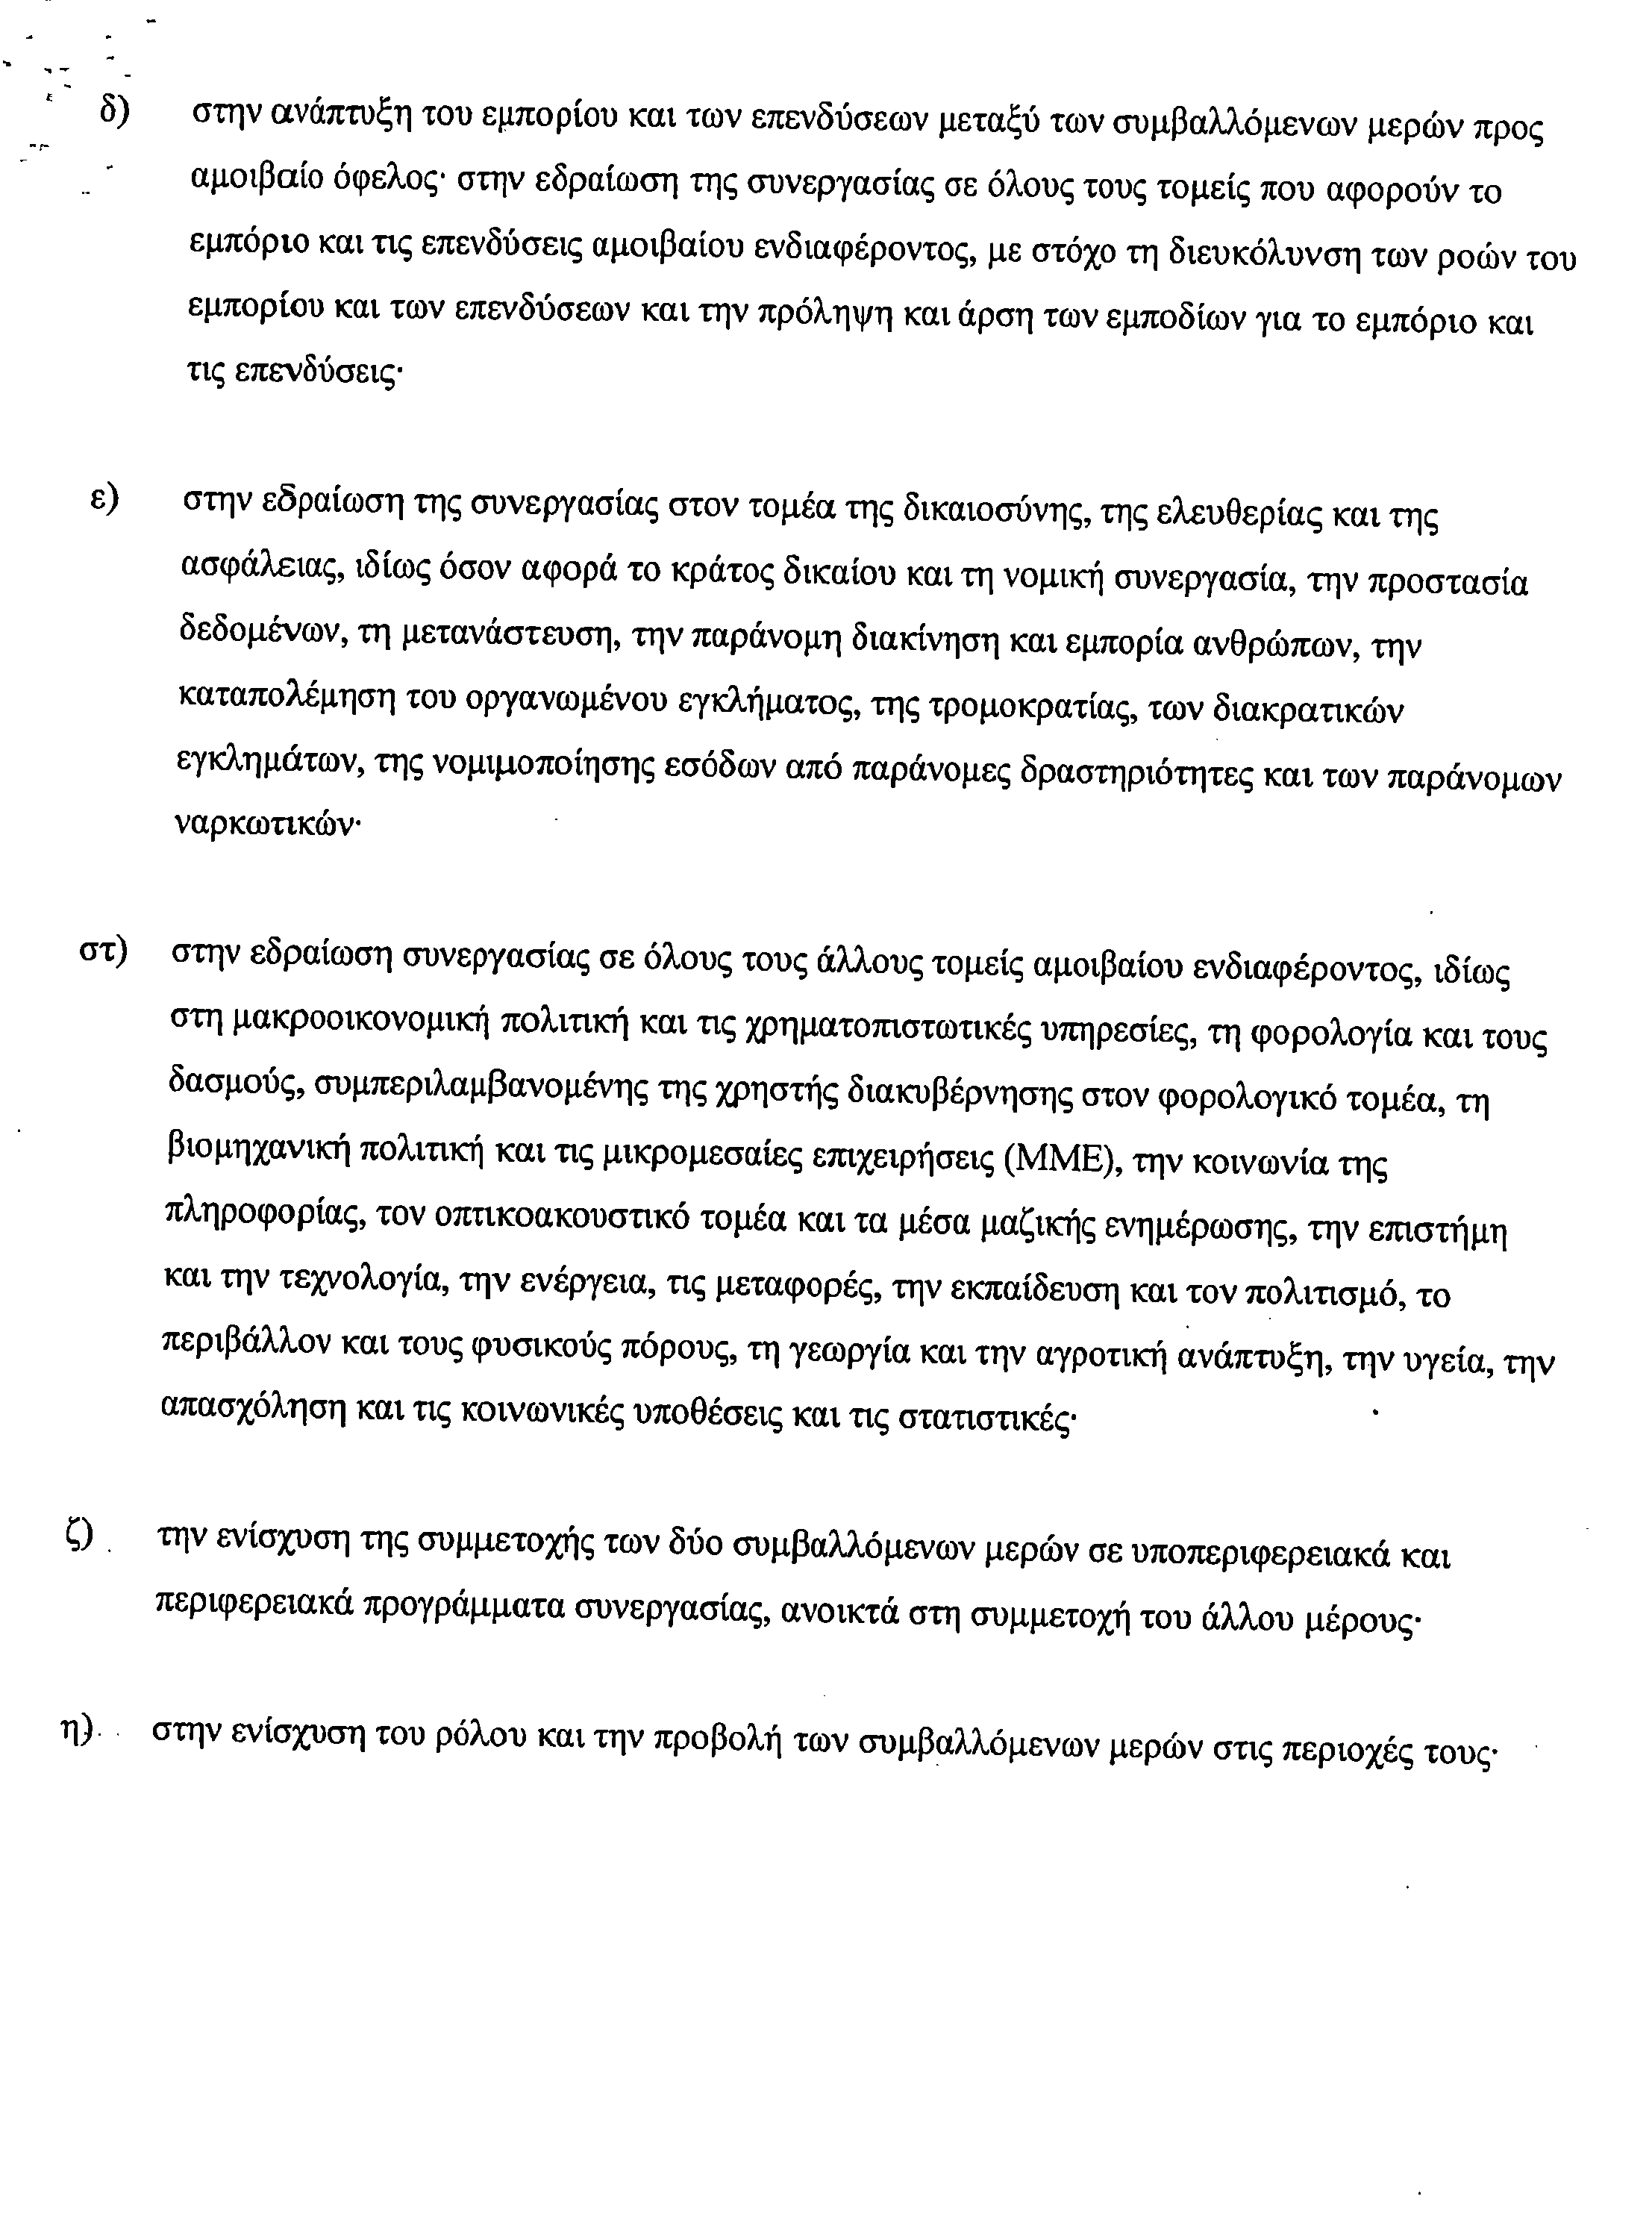 δ) στην ανάπτυξη του εμπορίου και των επενδύσεων μεταξύ των συμβαλλόμενων μερών προς
αμοιβαίο όφελος· στην εδραίωση της συνεργασίας σε όλους τους τομείς που αφορούν το
εμπόριο και τις επενδύσεις αμοιβαίου ενδιαφέροντος, με στόχο τη διευκόλυνση των ροών του
εμπορίου και των επενδύσεων και την πρόληψη και άρση των εμποδίων για το εμπόριο και
τις επενδύσεις·
ε) στην εδραίωση της συνεργασίας στον τομέα της δικαιοσύνης, της ελευθερίας και της
ασφάλειας, ιδίως όσον αφορά το κράτος δικαίου και τη νομική συνεργασία, την προστασία
δεδομένων, τη μετανάστευση, την παράνομη διακίνηση και εμπορία ανθρώπων, την
καταπολέμηση του οργανωμένου εγκλήματος, της τρομοκρατίας, των διακρατικών
εγκλημάτων, της νομιμοποίησης εσόδων από παράνομες δραστηριότητες και των παράνομων
ναρκωτικών·
στ) στην εδραίωση συνεργασίας σε όλους τους άλλους τομείς αμοιβαίου ενδιαφέροντος, ιδίως
στη μακροοικονομική πολιτική και τις χρηματοπιστωτικές υπηρεσίες, τη φορολογία και τους
δασμούς, συμπεριλαμβανομένης της χρηστής διακυβέρνησης στον φορολογικό τομέα, τη
βιομηχανική πολιτική και τις μικρομεσαίες επιχειρήσεις (ΜΜΕ), την κοινωνία της
πληροφορίας, τον οπτικοακουστικό τομέα και τα μέσα μαζικής ενημέρωσης, την επιστήμη
και την τεχνολογία, την ενέργεια, τις μεταφορές, την εκπαίδευση και τον πολιτισμό, το
περιβάλλον και τους φυσικούς πόρους, τη γεωργία και την αγροτική ανάπτυξη, την υγεία, την
απασχόληση και τις κοινωνικές υποθέσεις και τις στατιστικές·
ζ) την ενίσχυση της συμμετοχής των δύο συμβαλλόμενων μερών σε υποπεριφερειακά και
περιφερειακά προγράμματα συνεργασίας, ανοικτά στη συμμετοχή του άλλου μέρους·
η) στην ενίσχυση του ρόλου και την προβολή των συμβαλλόμενων μερών στις περιοχές τους·